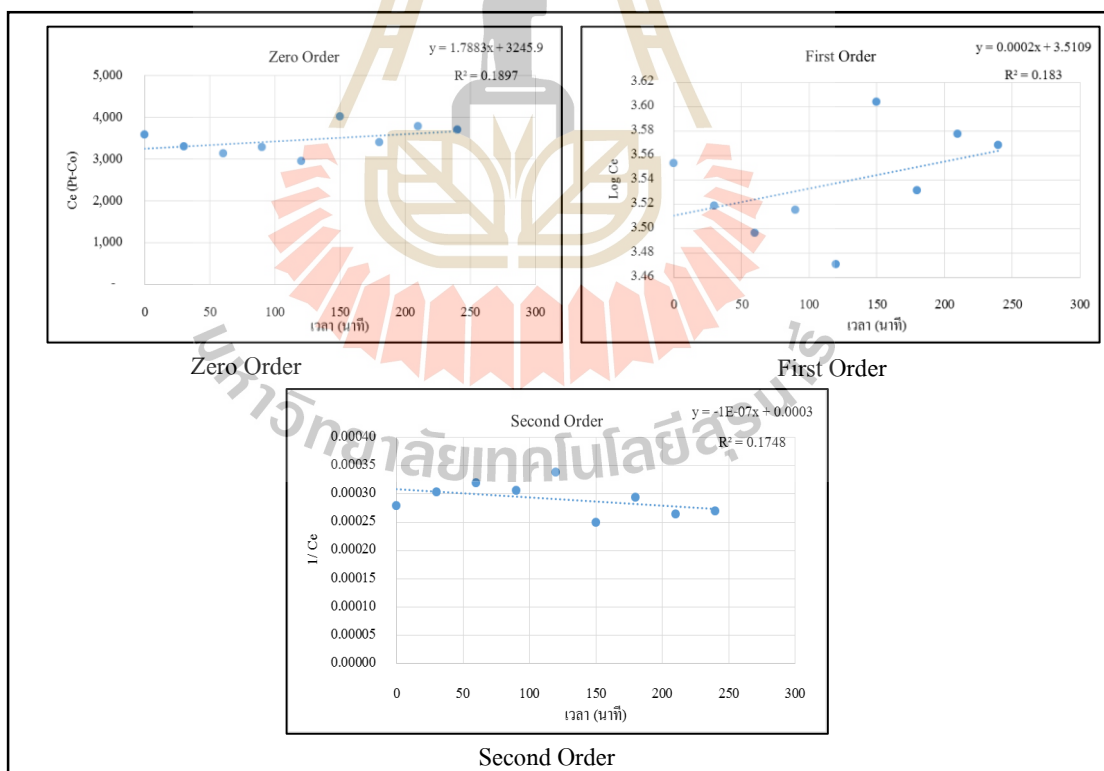 Zero Order
y = 1.7883x + 3245.9
R² = 0.1897
5,000
4,000
3,000
2,000
1,000
-
Ce (Pt-Co)
0 50 100 150 200 250 300
เวลา (นาที)
Zero Order
First Order
y = 0.0002x + 3.5109
R² = 0.183
3.62
3.60
3.58
3.56
3.54
3.52
3.50
3.48
3.46
Log Ce
0 50 100 150 200 250 300
เวลา (นาที)
First Order
มหาวิทยาลัยเทคโนโลยีสุรนารี
Second Order
y = -1E-07x + 0.0003
R² = 0.1748
0.00040
0.00035
0.00030
0.00025
0.00020
0.00015
0.00010
0.00005
0.00000
1/ Ce
0 50 100 150 200 250 300
เวลา (นาที)
Second Order